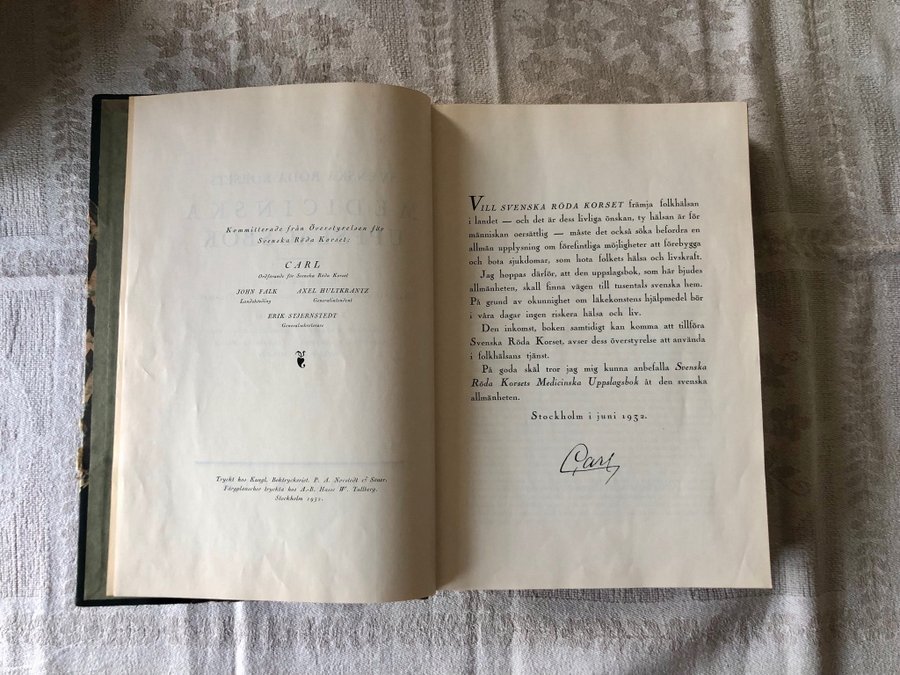 SVENSKA RÖDA KORSETS
MEDICINSKA
Kommitterade från Överstyrelsen för
Svenska Röda Korset:
CARL
Ordförande för Svenska Röda Korset
JOHN FALK AXEL HULTKRANTZ
Landshövding Generalintendent
ERIK STJERNSTEDT
Generalsekreterare
Tryckt hos Kungl. Boktryckeriet. P. A. Norstedt & Söner.
Färgplanscher tryckta hos A.-B. Hasse W. Tullberg.
Stockholm 1932.
VILL SVENSKA RÖDA KORSET främja folkhälsan
i landet — och det är dess livliga önskan, ty hälsan är för
människan oersättlig — måste det också söka befordra en
allmän upplysning om förefintliga möjligheter att förebygga
och bota sjukdomar, som hota folkets hälsa och livskraft.
Jag hoppas därför, att den uppslagsbok, som här bjudes
allmänheten, skall finna vägen till tusentals svenska hem.
På grund av okunnighet om läkekonstens hjälpmedel bör
i våra dagar ingen riskera hälsa och liv.
Den inkomst, boken samtidigt kan komma att tillföra
Svenska Röda Korset, avser dess överstyrelse att använda
i folkhälsans tjänst.
På goda skäl tror jag mig kunna anbefalla Svenska
Röda Korsets Medicinska Uppslagsbok åt den svenska
allmänheten.
Stockholm i juni 1932.
Carl